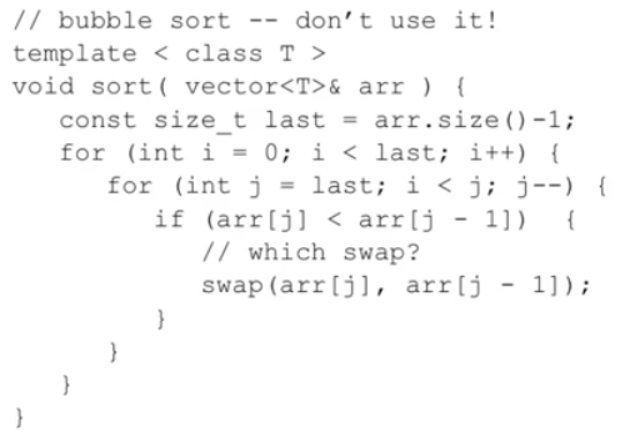 // bubble sort -- don't use it!
template < class T >
void sort( vector<T>& arr ) {
   const size_t last = arr.size()-1;
   for (int i = 0; i < last; i++) {
      for (int j = last; i < j; j--) {
         if (arr[j] < arr[j - 1])  {
            // which swap?
            swap(arr[j], arr[j - 1]);
         }
      }
   }
}